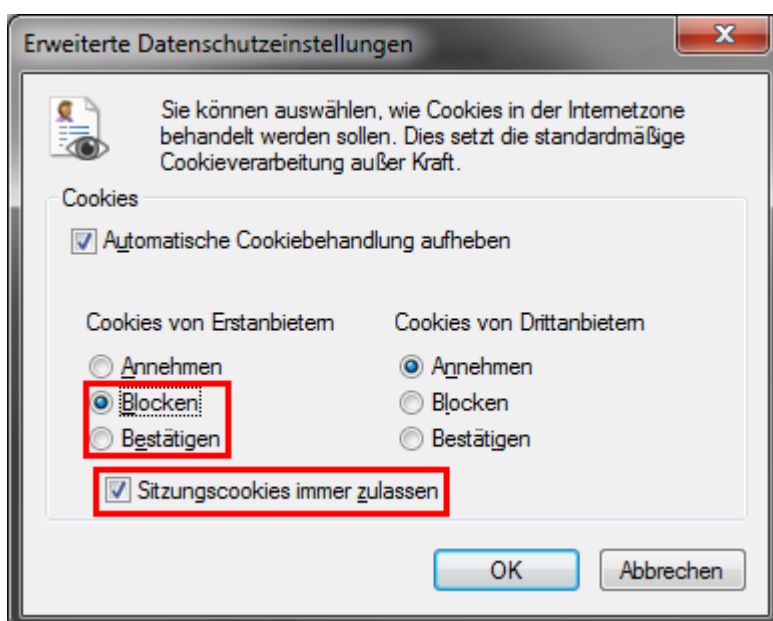 Erweiterte Datenschutzeinstellungen
Sie können auswählen, wie Cookies in der Internetzone
behandelt werden sollen. Dies setzt die standardmäßige
Cookieverarbeitung außer Kraft.
Cookies
Automatische Cookiebehandlung aufheben
Cookies von Erstanbietern
Cookies von Drittanbietern
Annehmen
Annehmen
Blocken
Blocken
Bestätigen
Bestätigen
Sitzungscookies immer zulassen
OK
Abbrechen